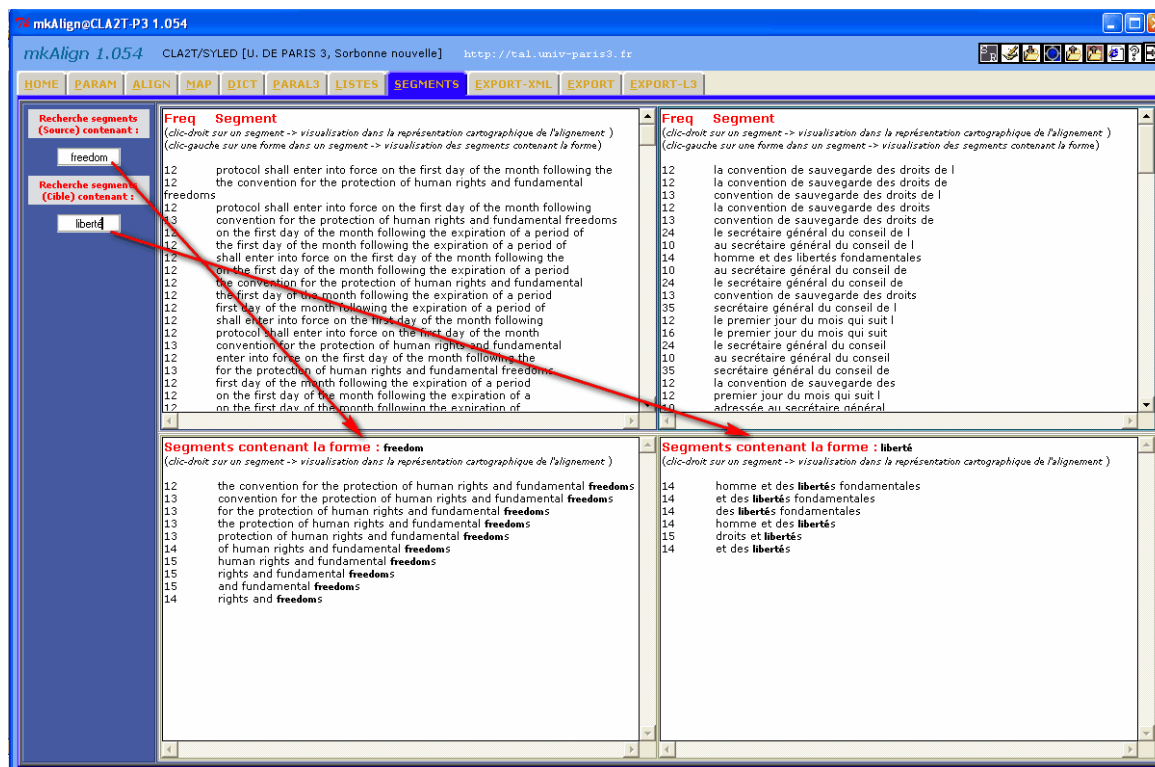 mkAlign@CLA2T-P3 1.054
mkAlign 1.054 CLA2T/SYLED [U. DE PARIS 3, Sorbonne nouvelle] http://tal.univ-paris3.fr
HOME PARAM ALIGN MAP DICT PARAL3 LISTES SEGMENTS EXPORT-XML EXPORT EXPORT-L3
Recherche segments
(Source) contenant :
freedom
Recherche segments
(Cible) contenant :
liberté
Freq Segment
(clic-droit sur un segment -> visualisation dans la représentation cartographique de l'alignement )
(clic-gauche sur une forme dans un segment -> visualisation des segments contenant la forme)
12 protocol shall enter into force on the first day of the month following the
12 the convention for the protection of human rights and fundamental
freedoms
12 protocol shall enter into force on the first day of the month following
13 convention for the protection of human rights and fundamental freedoms
12 on the first day of the month following the expiration of a period of
12 the first day of the month following the expiration of a period of
12 shall enter into force on the first day of the month following the
12 on the first day of the month following the expiration of a period
12 the convention for the protection of human rights and fundamental
12 the first day of the month following the expiration of a period
12 first day of the month following the expiration of a period of
12 shall enter into force on the first day of the month following
12 protocol shall enter into force on the first day of the month
13 convention for the protection of human rights and fundamental
12 enter into force on the first day of the month following the
13 for the protection of human rights and fundamental freedoms
12 first day of the month following the expiration of a period
12 on the first day of the month following the expiration of a
12 on the first day of the month following the expiration of
Freq Segment
(clic-droit sur un segment -> visualisation dans la représentation cartographique de l'alignement )
(clic-gauche sur une forme dans un segment -> visualisation des segments contenant la forme)
12 la convention de sauvegarde des droits de l
12 la convention de sauvegarde des droits de
13 convention de sauvegarde des droits de l
12 la convention de sauvegarde des droits
13 convention de sauvegarde des droits de
24 le secrétaire général du conseil de l
10 au secrétaire général du conseil de l
14 homme et des libertés fondamentales
10 au secrétaire général du conseil de
24 le secrétaire général du conseil de
13 convention de sauvegarde des droits
35 secrétaire général du conseil de l
12 le premier jour du mois qui suit l
16 le premier jour du mois qui suit
24 le secrétaire général du conseil
10 au secrétaire général du conseil
35 secrétaire général du conseil de
12 la convention de sauvegarde des
12 premier jour du mois qui suit l
10 adressée au secrétaire général
Segments contenant la forme : freedom
(clic-droit sur un segment -> visualisation dans la représentation cartographique de l'alignement )
12 the convention for the protection of human rights and fundamental freedoms
13 convention for the protection of human rights and fundamental freedoms
13 for the protection of human rights and fundamental freedoms
13 the protection of human rights and fundamental freedoms
13 protection of human rights and fundamental freedoms
14 of human rights and fundamental freedoms
15 human rights and fundamental freedoms
15 rights and fundamental freedoms
15 and fundamental freedoms
14 rights and freedoms
Segments contenant la forme : liberté
(clic-droit sur un segment -> visualisation dans la représentation cartographique de l'alignement )
14 homme et des libertés fondamentales
14 et des libertés fondamentales
14 des libertés fondamentales
14 homme et des libertés
15 droits et libertés
14 et des libertés